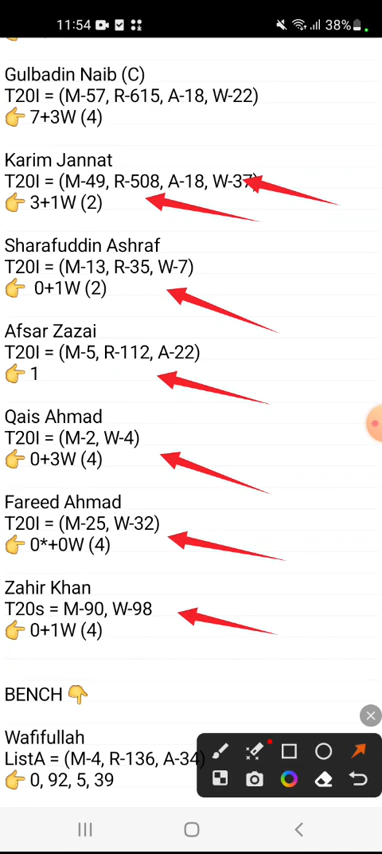 11:54 38%
Gulbadin Naib (C)
T20I = (M-57, R-615, A-18, W-22)
👉 7+3W (4)
Karim Jannat
T20I = (M-49, R-508, A-18, W-37)
👉 3+1W (2)
Sharafuddin Ashraf
T20I = (M-13, R-35, W-7)
👉 0+1W (2)
Afsar Zazai
T20I = (M-5, R-112, A-22)
👉 1
Qais Ahmad
T20I = (M-2, W-4)
👉 0+3W (4)
Fareed Ahmad
T20I = (M-25, W-32)
👉 0*+0W (4)
Zahir Khan
T20s = M-90, W-98
👉 0+1W (4)
BENCH 👇
Wafifullah
ListA = (M-4, R-136, A-34)
👉 0, 92, 5, 39